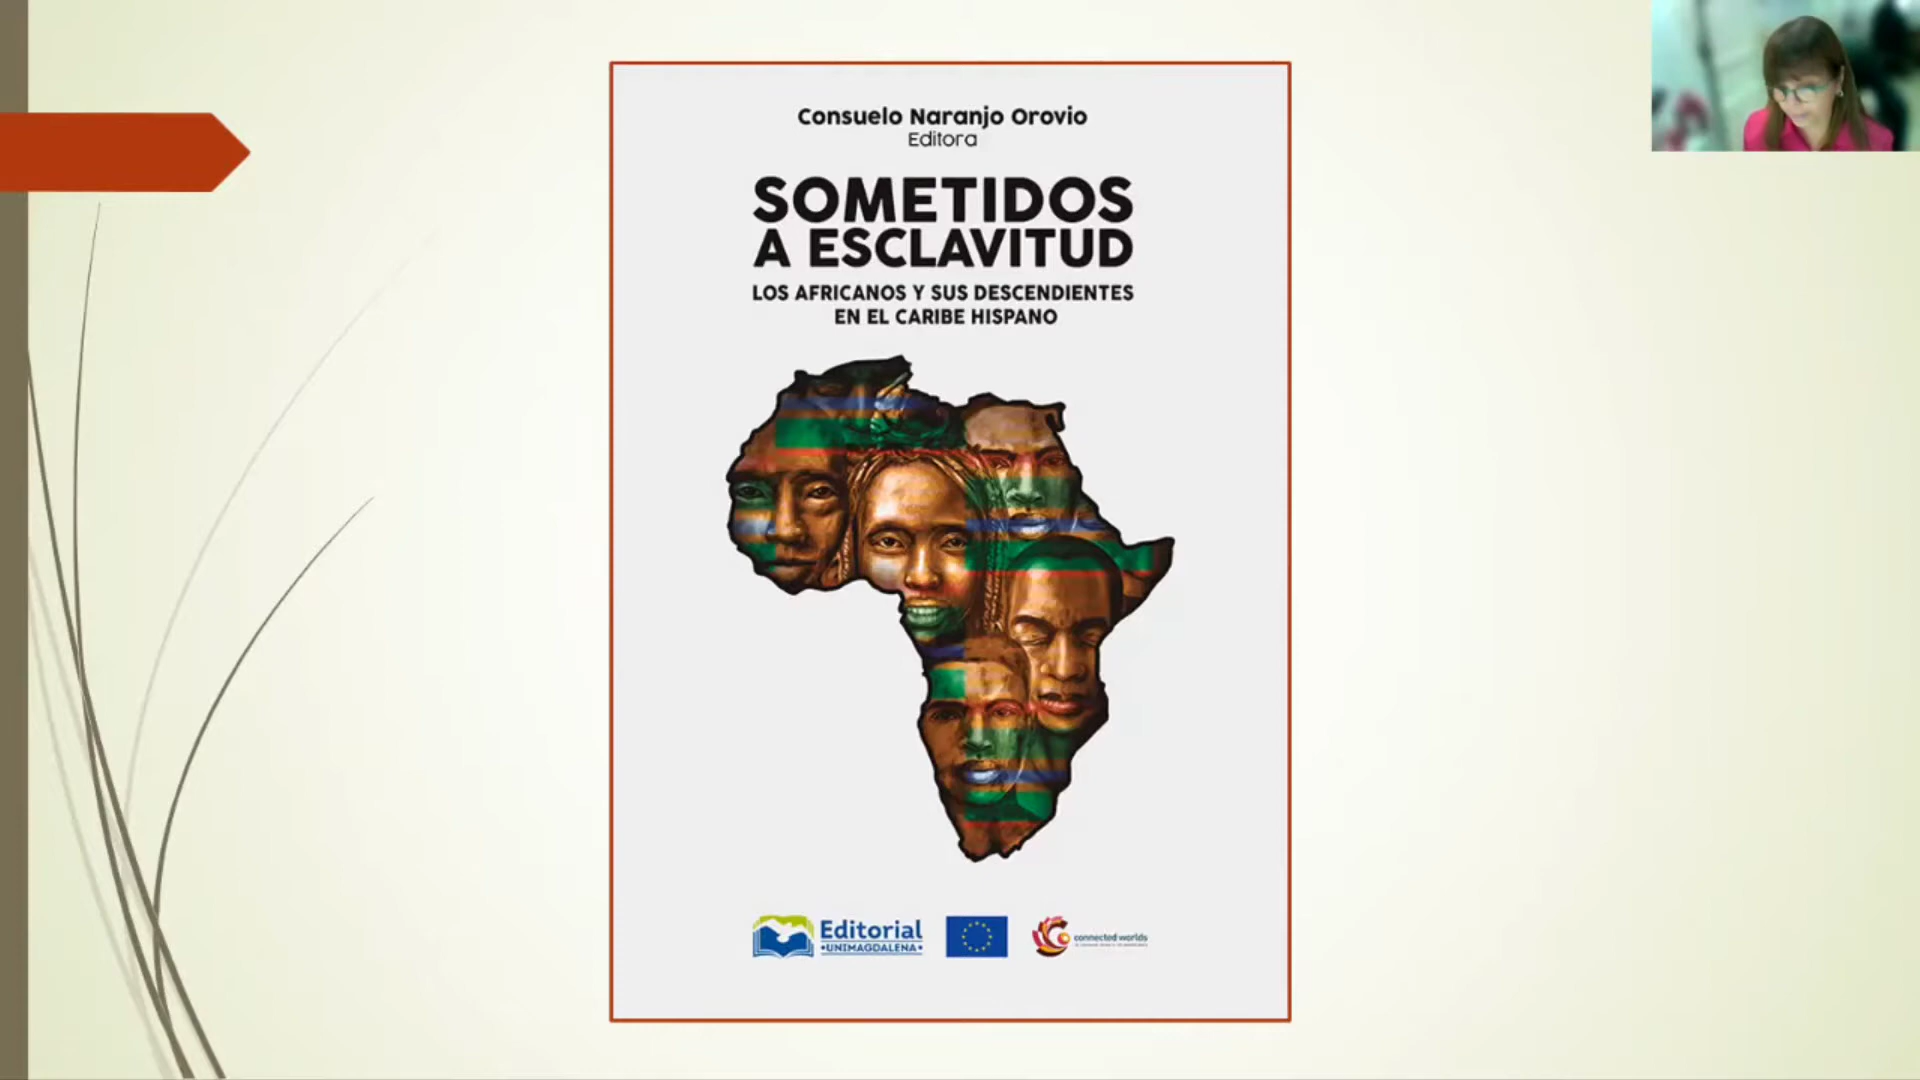 Consuelo Naranjo Orovio
Editora
SOMETIDOS
A ESCLAVITUD
LOS AFRICANOS Y SUS DESCENDIENTES
EN EL CARIBE HISPANO
Editorial
•UNIMAGDALENA•
connected worlds